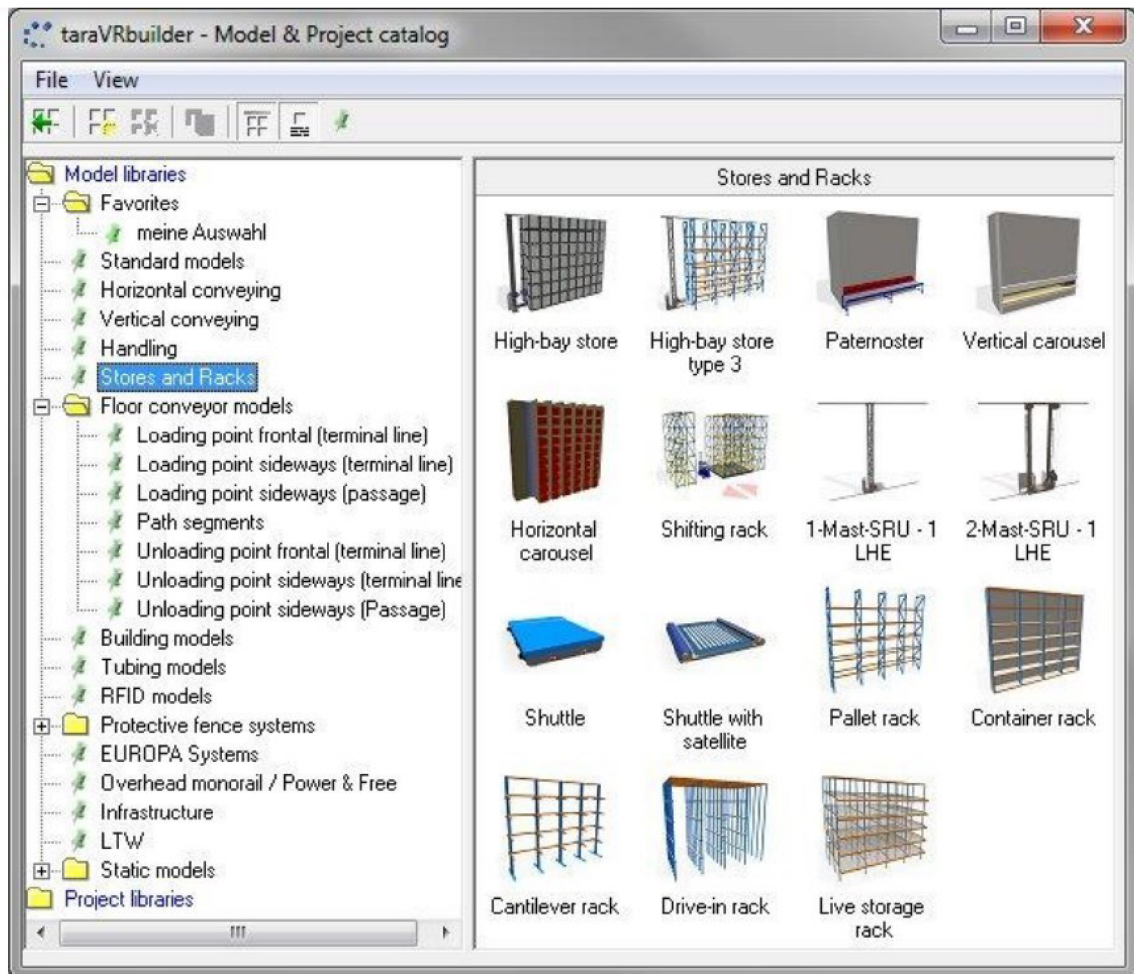 taraVRbuilder - Model & Project catalog
File View
Model libraries
Favorites
meine Auswahl
Standard models
Horizontal conveying
Vertical conveying
Handling
Stores and Racks
Floor conveyor models
Loading point frontal (terminal line)
Loading point sideways (terminal line)
Loading point sideways (passage)
Path segments
Unloading point frontal (terminal line)
Unloading point sideways (terminal line
Unloading point sideways (Passage)
Building models
Tubing models
RFID models
Protective fence systems
EUROPA Systems
Overhead monorail / Power & Free
Infrastructure
LTW
Static models
Project libraries
Stores and Racks
High-bay store
High-bay store
type 3
Paternoster
Vertical carousel
Horizontal
carousel
Shifting rack
1-Mast-SRU - 1
LHE
2-Mast-SRU - 1
LHE
Shuttle
Shuttle with
satellite
Pallet rack
Container rack
Cantilever rack
Drive-in rack
Live storage
rack